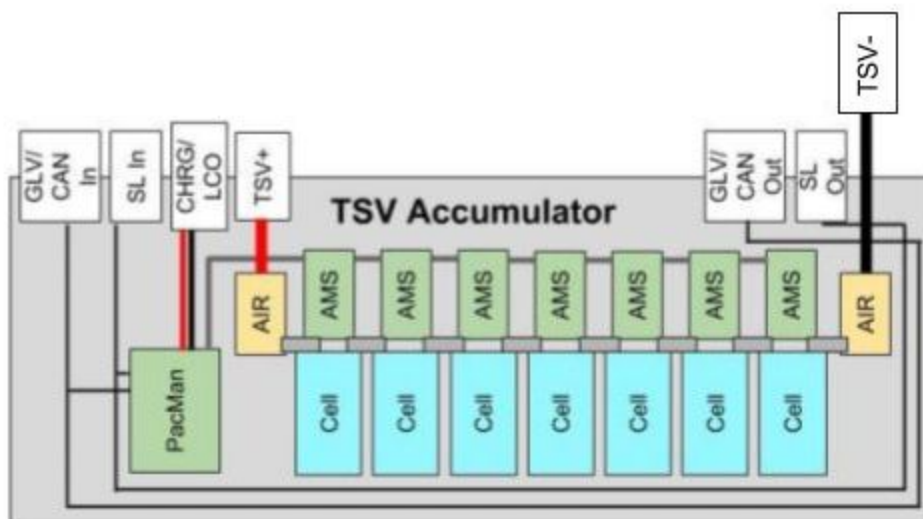 TSV-
GLV/
CAN
In
SL In
CHRG/
LCO
TSV+
GLV/
CAN
Out
SL
Out
TSV Accumulator
AIR
AMS
AMS
AMS
AMS
AMS
AMS
AMS
AIR
PacMan
Cell
Cell
Cell
Cell
Cell
Cell
Cell